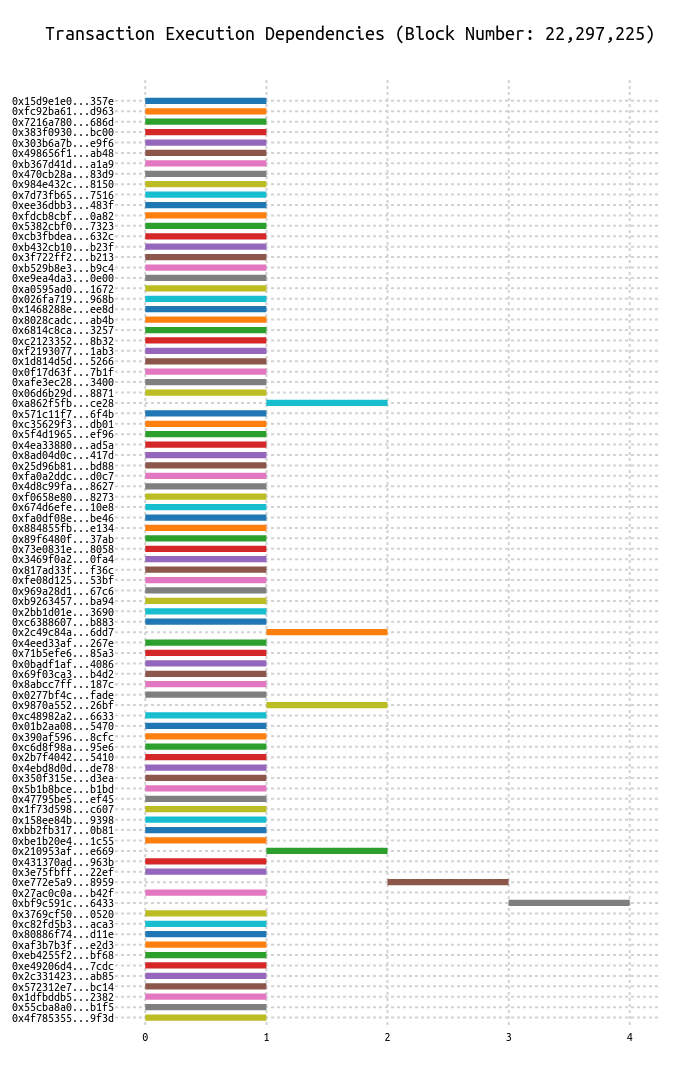 Transaction Execution Dependencies (Block Number: 22,297,225)
0x15d9e1e0...357e
0xfc92ba61...d963
0x7216a780...686d
0x383f0930...bc00
0x303b6a7b...e9f6
0x498656f1...ab48
0xb367d41d...a1a9
0x470cb28a...83d9
0x984e432c...8150
0x7d73fb65...7516
0xee36dbb3...483f
0xfdcb8cbf...0a82
0x5382cbf0...7323
0xcb3fbdea...632c
0xb432cb10...b23f
0x3f722ff2...b213
0xb529b8e3...b9c4
0xe9ea4da3...0e00
0xa0595ad0...1672
0x026fa719...968b
0x1468288e...ee8d
0x8028cadc...ab4b
0x6814c8ca...3257
0xc2123352...8b32
0xf2193077...1ab3
0x1d814d5d...5266
0x0f17d63f...7b1f
0xafe3ec28...3400
0x06d6b29d...8871
0xa862f5fb...ce28
0x571c11f7...6f4b
0xc35629f3...db01
0x5f4d1965...ef96
0x4ea33880...ad5a
0x8ad04d0c...417d
0x25d96b81...bd88
0xfa0a2ddc...d0c7
0x4d8c99fa...8627
0xf0658e80...8273
0x674d6efe...10e8
0xfa0df08e...be46
0x884855fb...e134
0x89f6480f...37ab
0x73e0831e...8058
0x3469f0a2...0fa4
0x817ad33f...f36c
0xfe08d125...53bf
0x969a28d1...67c6
0xb9263457...ba94
0x2bb1d01e...3690
0xc6388607...b883
0x2c49c84a...6dd7
0x4eed33af...267e
0x71b5efe6...85a3
0x0badf1af...4086
0x69f03ca3...b4d2
0x8abcc7ff...187c
0x0277bf4c...fade
0x9870a552...26bf
0xc48982a2...6633
0x01b2aa08...5470
0x390af596...8cfc
0xc6d8f98a...95e6
0x2b7f4042...5410
0x4ebd8d0d...de78
0x350f315e...d3ea
0x5b1b8bce...b1bd
0x47795be5...ef45
0x1f73d598...c607
0x158ee84b...9398
0xbb2fb317...0b81
0xbe1b20e4...1c55
0x210953af...e669
0x431370ad...963b
0x3e75fbff...22ef
0xe772e5a9...8959
0x27ac0c0a...b42f
0xbf9c591c...6433
0x3769cf50...0520
0xc82fd5b3...aca3
0x80886f74...d11e
0xaf3b7b3f...e2d3
0xeb4255f2...bf68
0xe49206d4...7cdc
0x2c331423...ab85
0x572312e7...bc14
0x1dfbddb5...2382
0x55cba8a0...b1f5
0x4f785355...9f3d
0 1 2 3 4